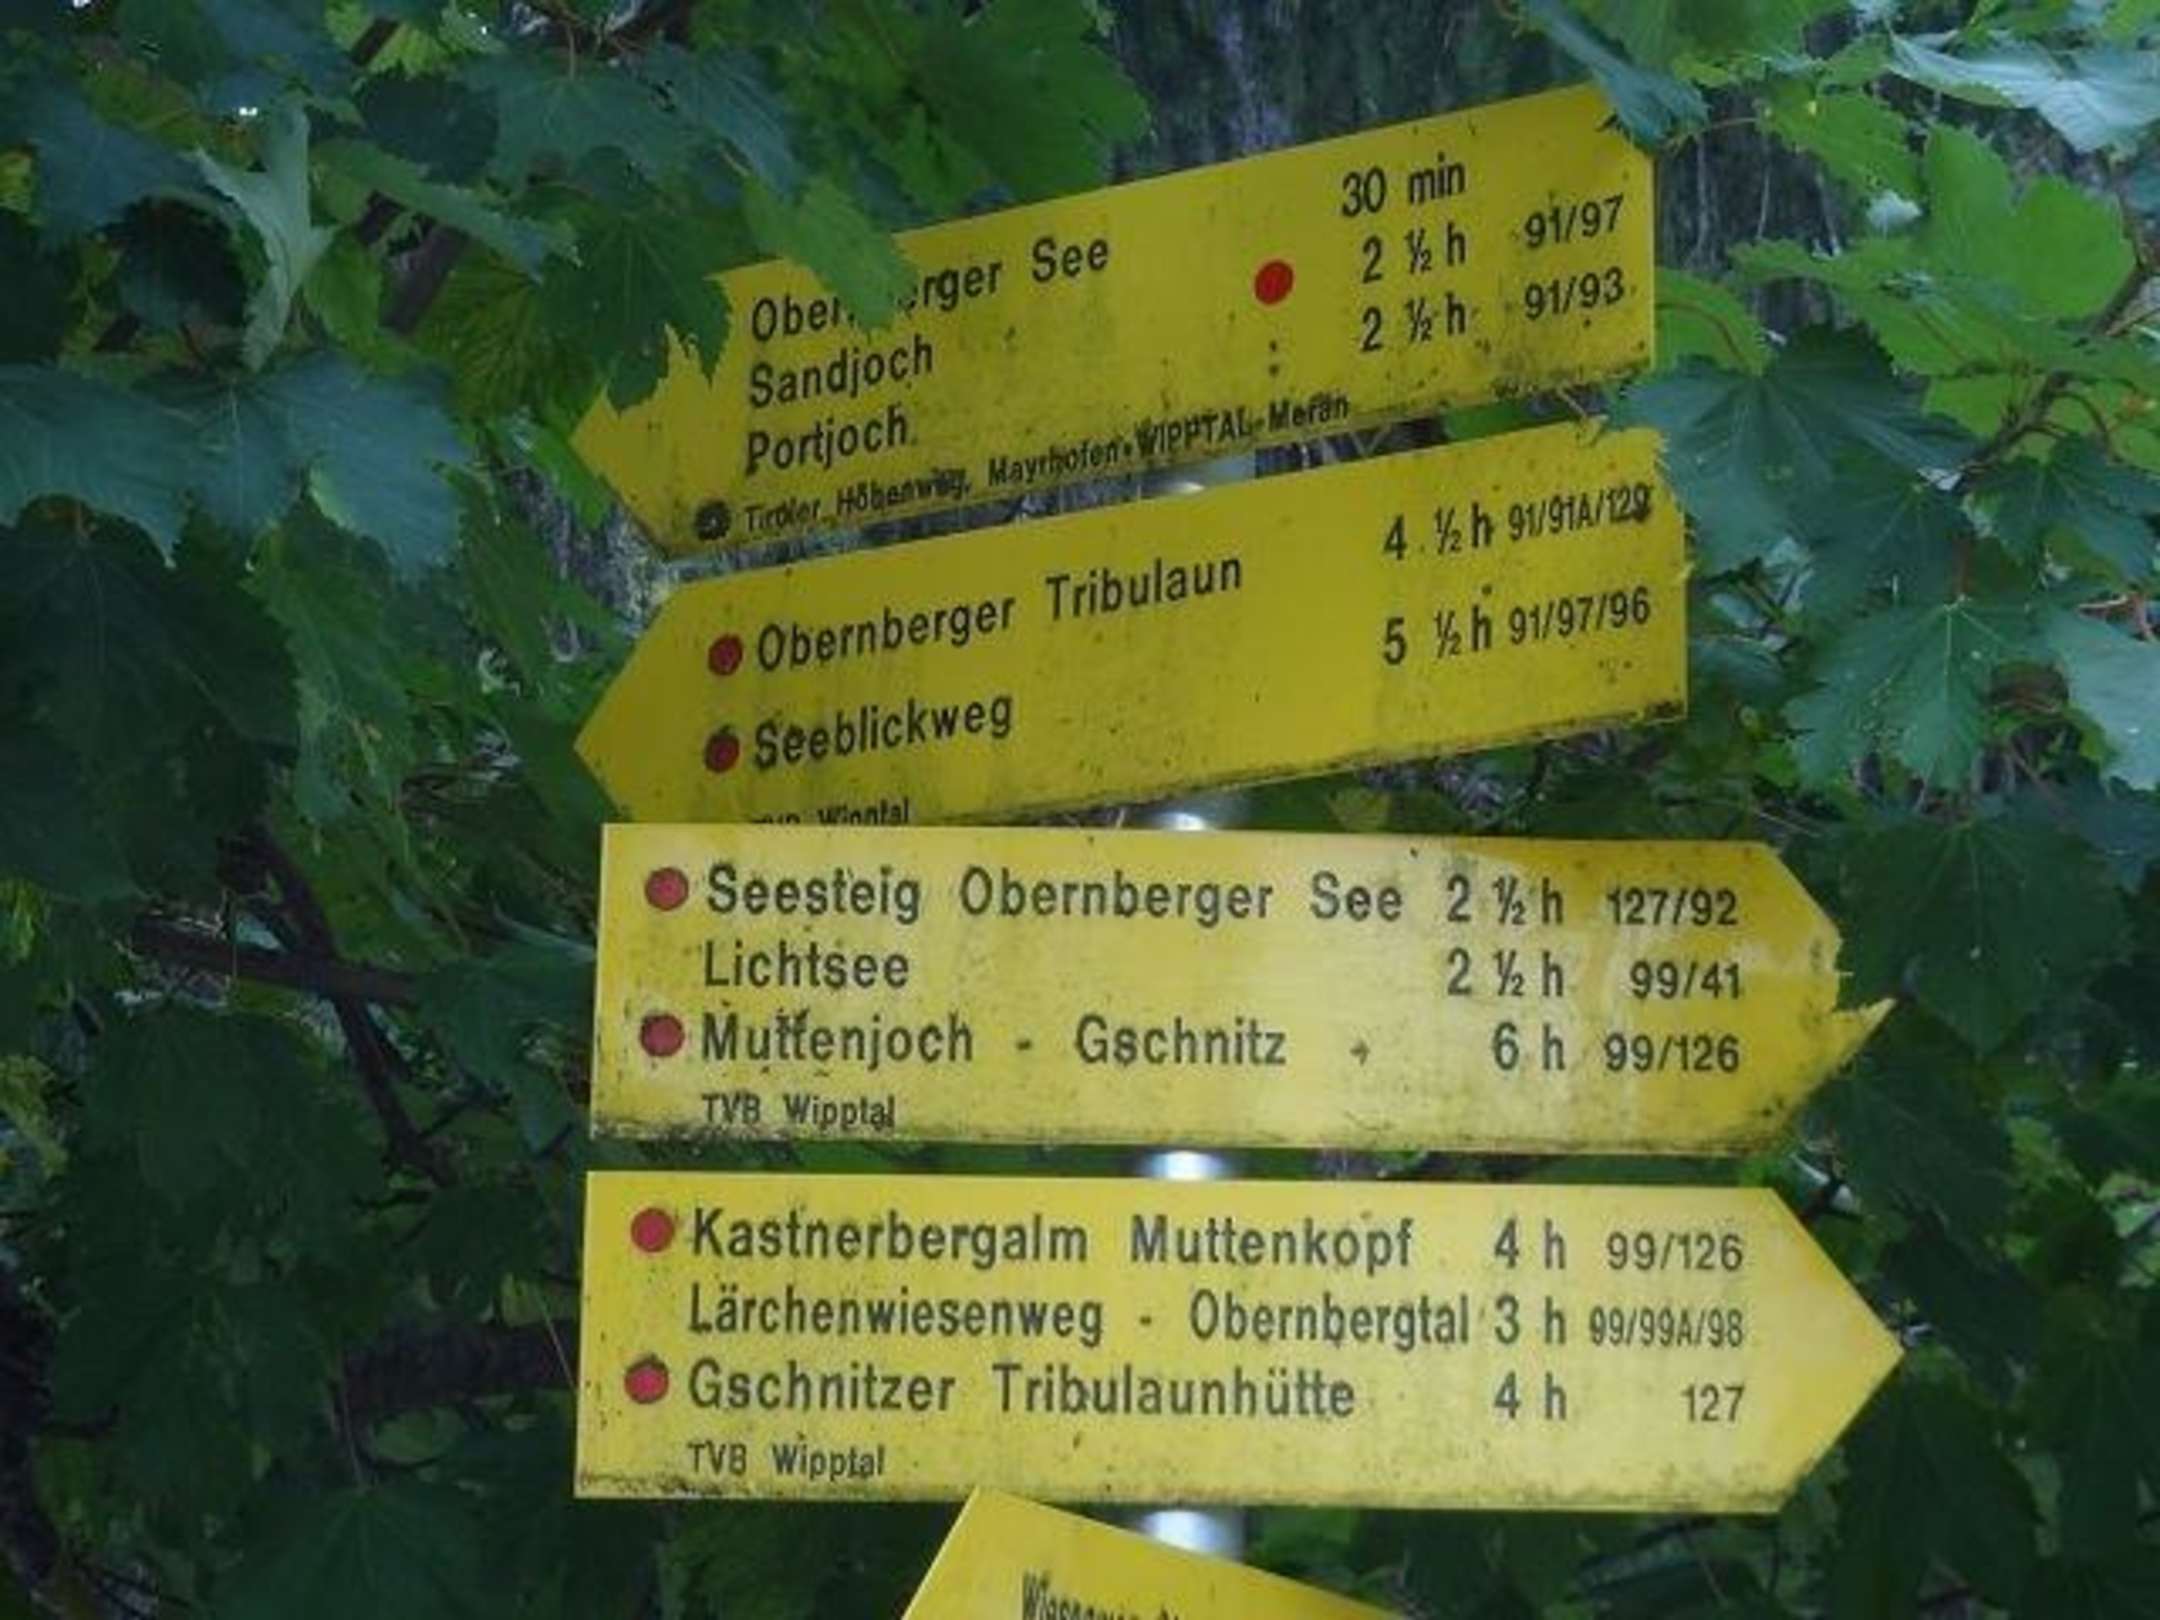 Obernberger See 30 min
Sandjoch 2 ½ h 91/97
Portjoch 2 ½ h 91/93
Tiroler Höhenweg, Mayrhofen-WIPPTAL-Meran
Obernberger Tribulaun 4 ½ h 91/91A/129
Seeblickweg 5 ½ h 91/97/96
TVB Wipptal
Seesteig Obernberger See 2 ½ h 127/92
Lichtsee 2 ½ h 99/41
Muttenjoch - Gschnitz 6 h 99/126
TVB Wipptal
Kastnerbergalm Muttenkopf 4 h 99/126
Lärchenwiesenweg - Obernbergtal 3 h 99/99A/98
Gschnitzer Tribulaunhütte 4 h 127
TVB Wipptal